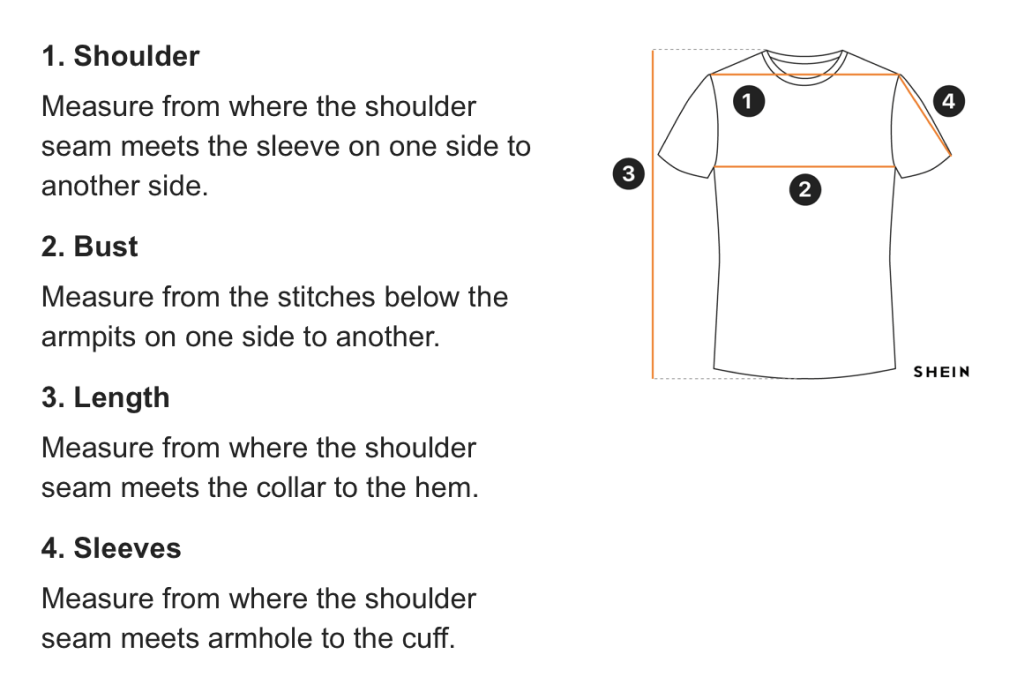 1. Shoulder
Measure from where the shoulder
seam meets the sleeve on one side to
another side.
2. Bust
Measure from the stitches below the
armpits on one side to another.
3. Length
Measure from where the shoulder
seam meets the collar to the hem.
4. Sleeves
Measure from where the shoulder
seam meets armhole to the cuff.
1
4
3
2
SHEIN